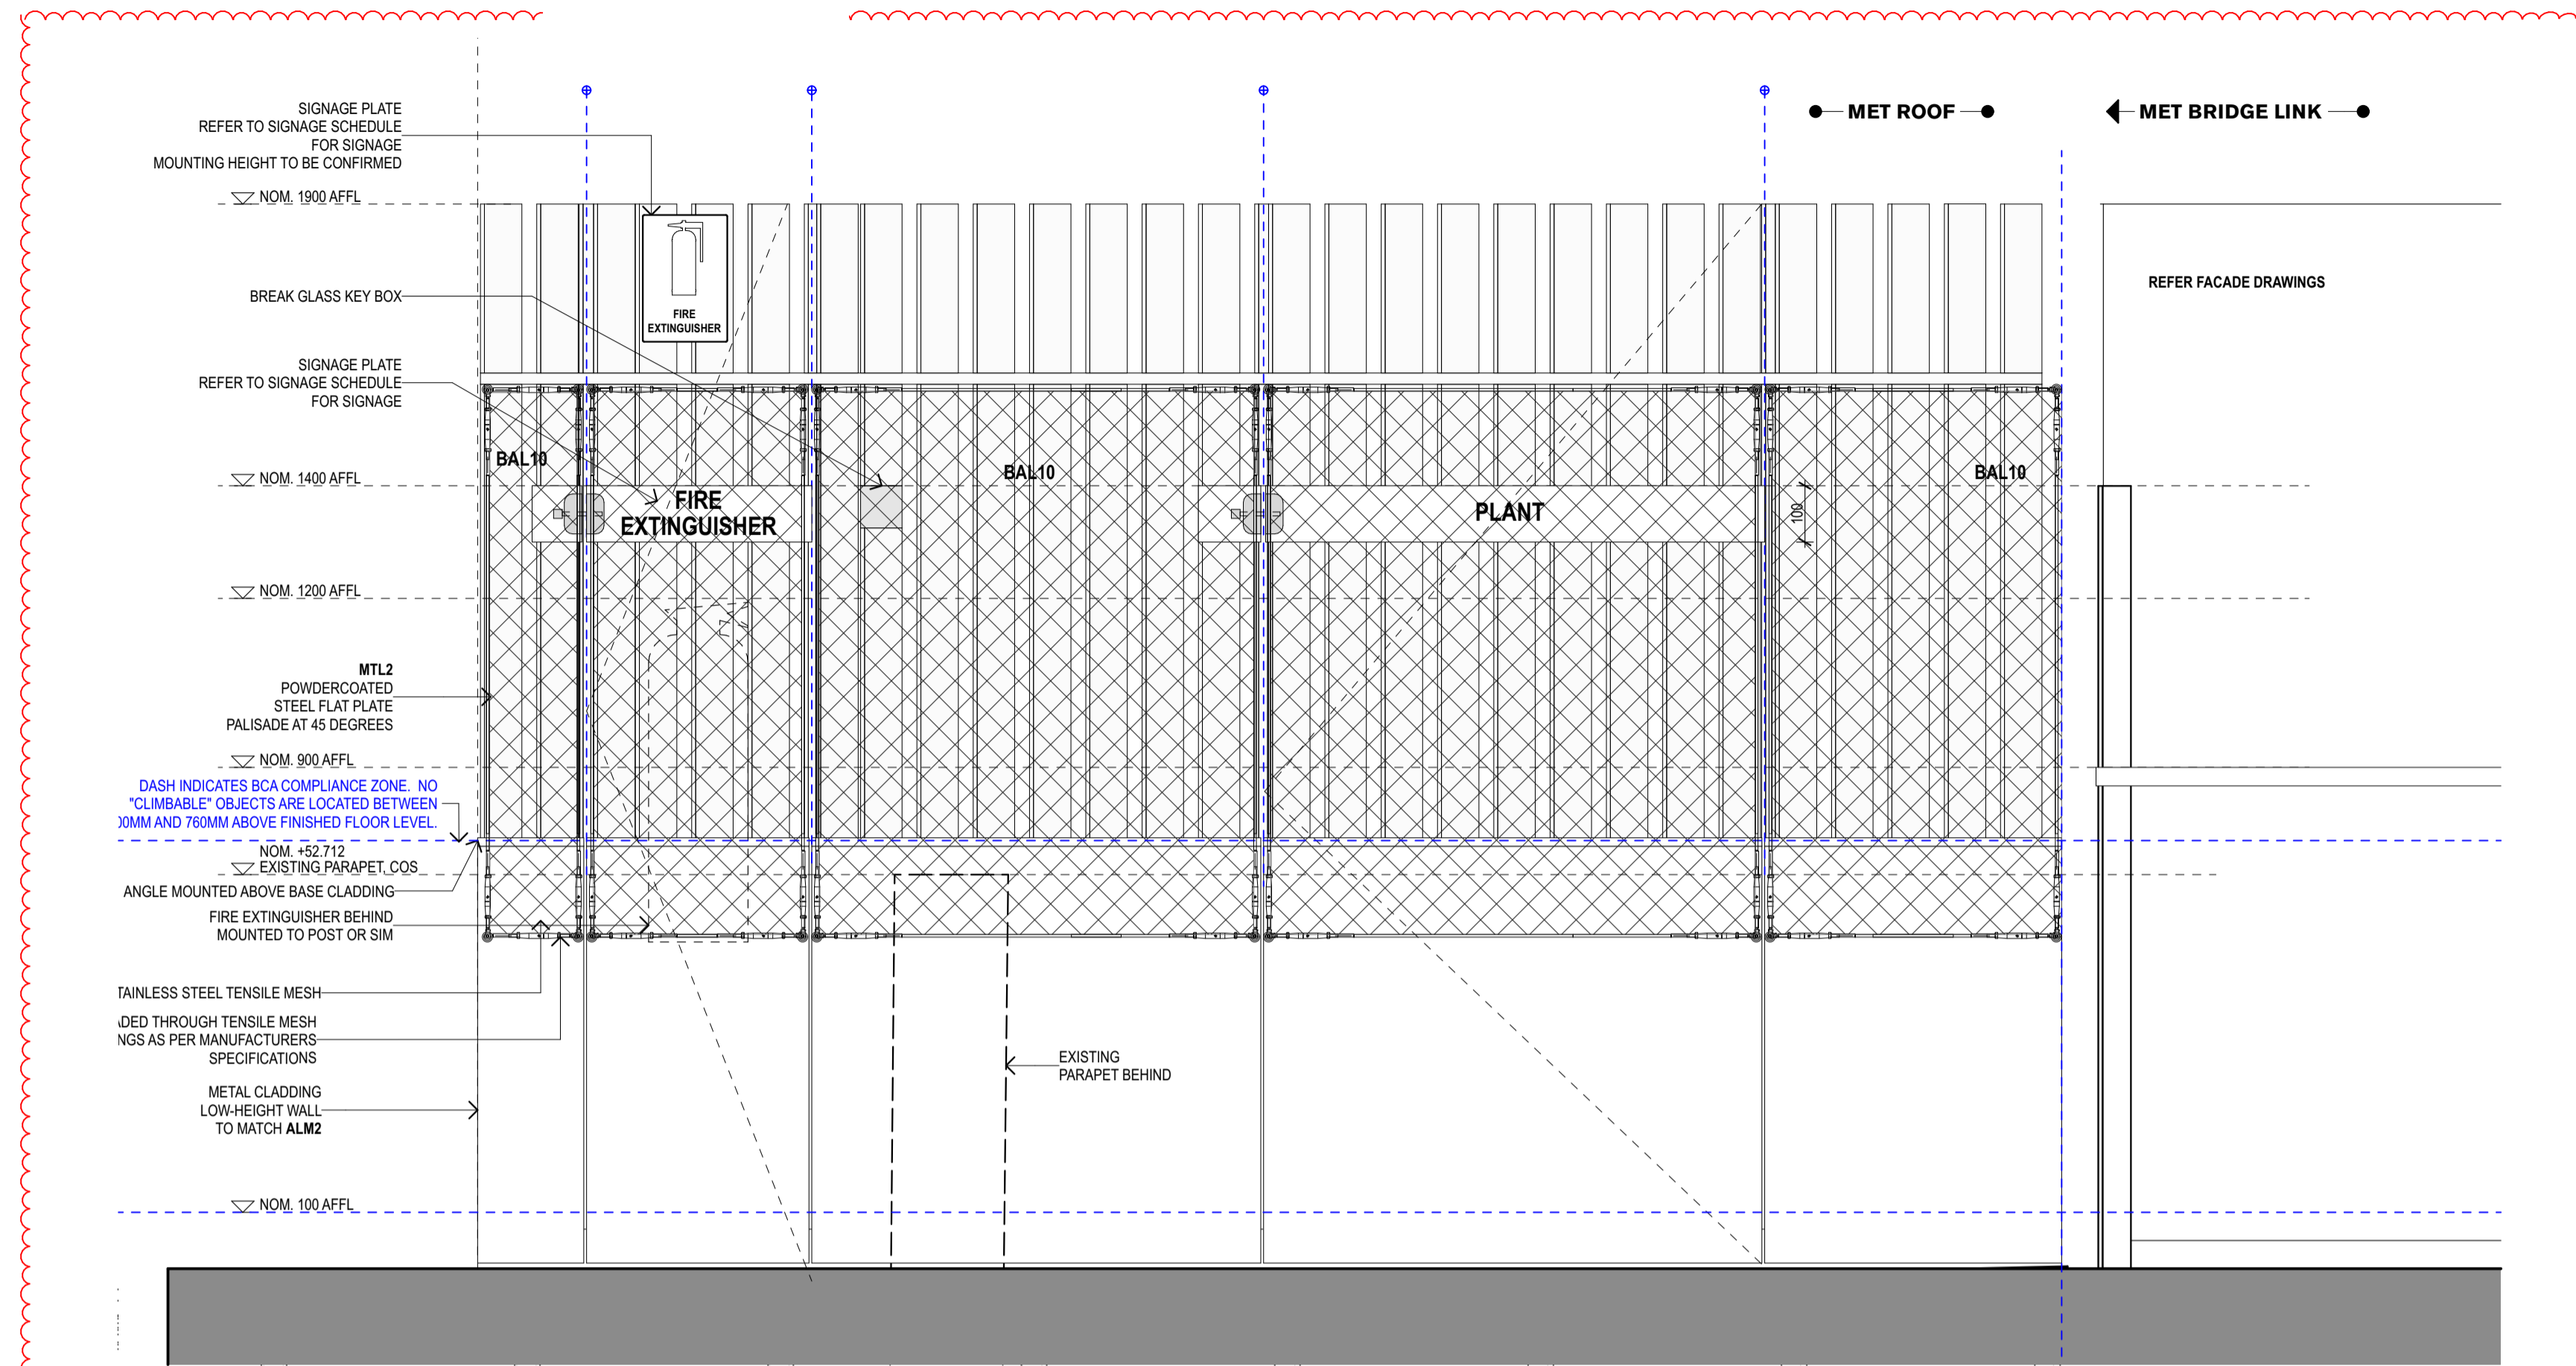 SIGNAGE PLATE
REFER TO SIGNAGE SCHEDULE
FOR SIGNAGE
MOUNTING HEIGHT TO BE CONFIRMED
MET ROOF
MET BRIDGE LINK
NOM. 1900 AFFL
REFER FACADE DRAWINGS
BREAK GLASS KEY BOX
FIRE
EXTINGUISHER
SIGNAGE PLATE
REFER TO SIGNAGE SCHEDULE
FOR SIGNAGE
BAL10
BAL10
BAL10
NOM. 1400 AFFL
FIRE
EXTINGUISHER
PLANT
100
NOM. 1200 AFFL
MTL2
POWDERCOATED
STEEL FLAT PLATE
PALISADE AT 45 DEGREES
NOM. 900 AFFL
DASH INDICATES BCA COMPLIANCE ZONE. NO
"CLIMBABLE" OBJECTS ARE LOCATED BETWEEN
0MM AND 760MM ABOVE FINISHED FLOOR LEVEL.
NOM. +52.712
EXISTING PARAPET, COS
ANGLE MOUNTED ABOVE BASE CLADDING
FIRE EXTINGUISHER BEHIND
MOUNTED TO POST OR SIM
TAINLESS STEEL TENSILE MESH
ADED THROUGH TENSILE MESH
NGS AS PER MANUFACTURERS
SPECIFICATIONS
EXISTING
PARAPET BEHIND
METAL CLADDING
LOW-HEIGHT WALL
TO MATCH ALM2
NOM. 100 AFFL